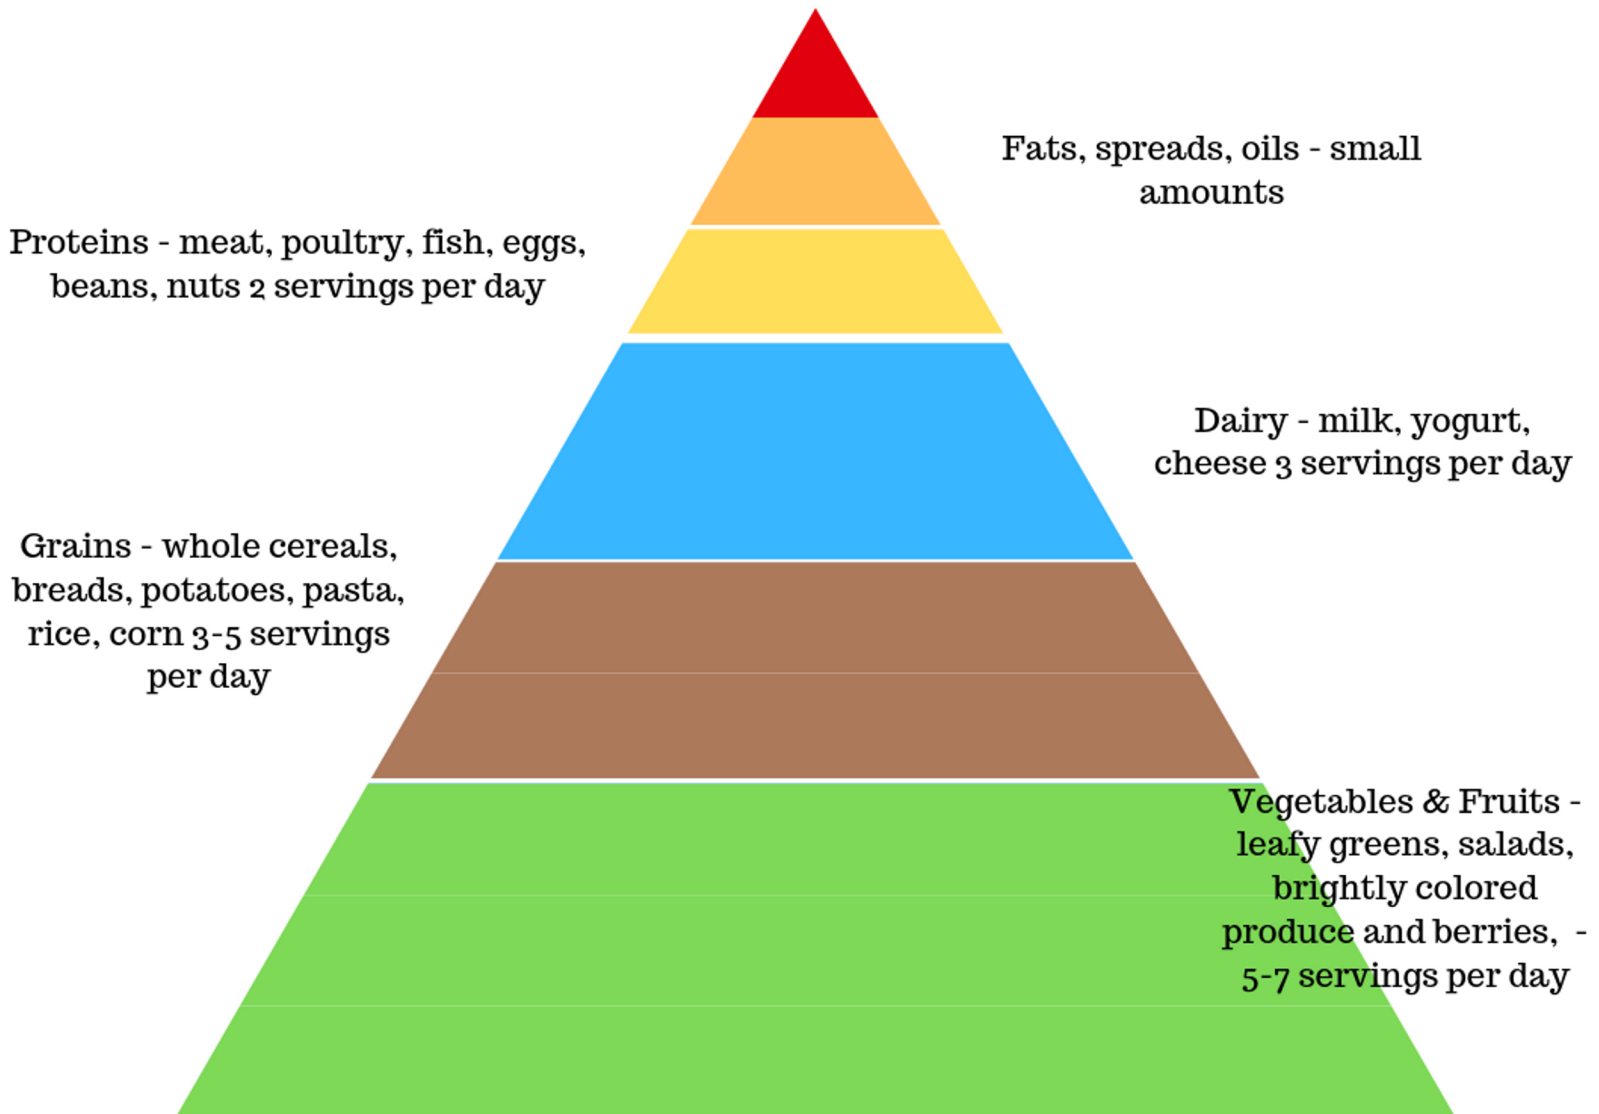 Fats, spreads, oils - small
amounts
Proteins - meat, poultry, fish, eggs,
beans, nuts 2 servings per day
Dairy - milk, yogurt,
cheese 3 servings per day
Grains - whole cereals,
breads, potatoes, pasta,
rice, corn 3-5 servings
per day
Vegetables & Fruits -
leafy greens, salads,
brightly colored
produce and berries,  -
5-7 servings per day